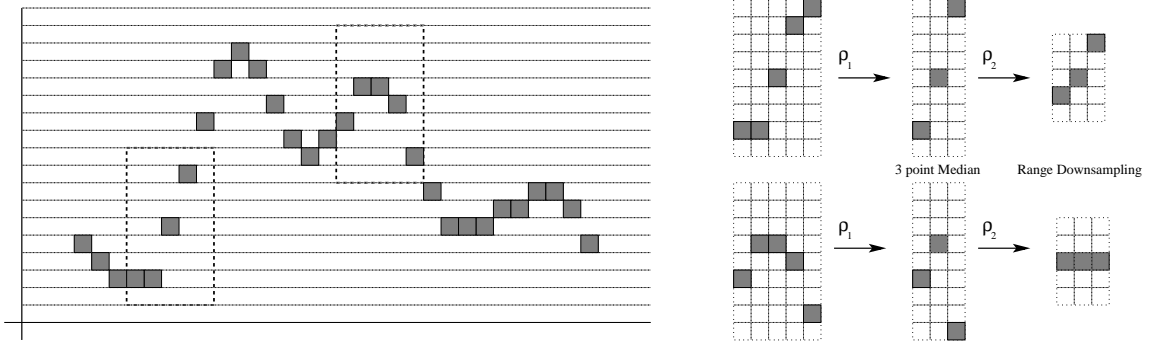 ρ1
ρ2
3 point Median
Range Downsampling
ρ1
ρ2